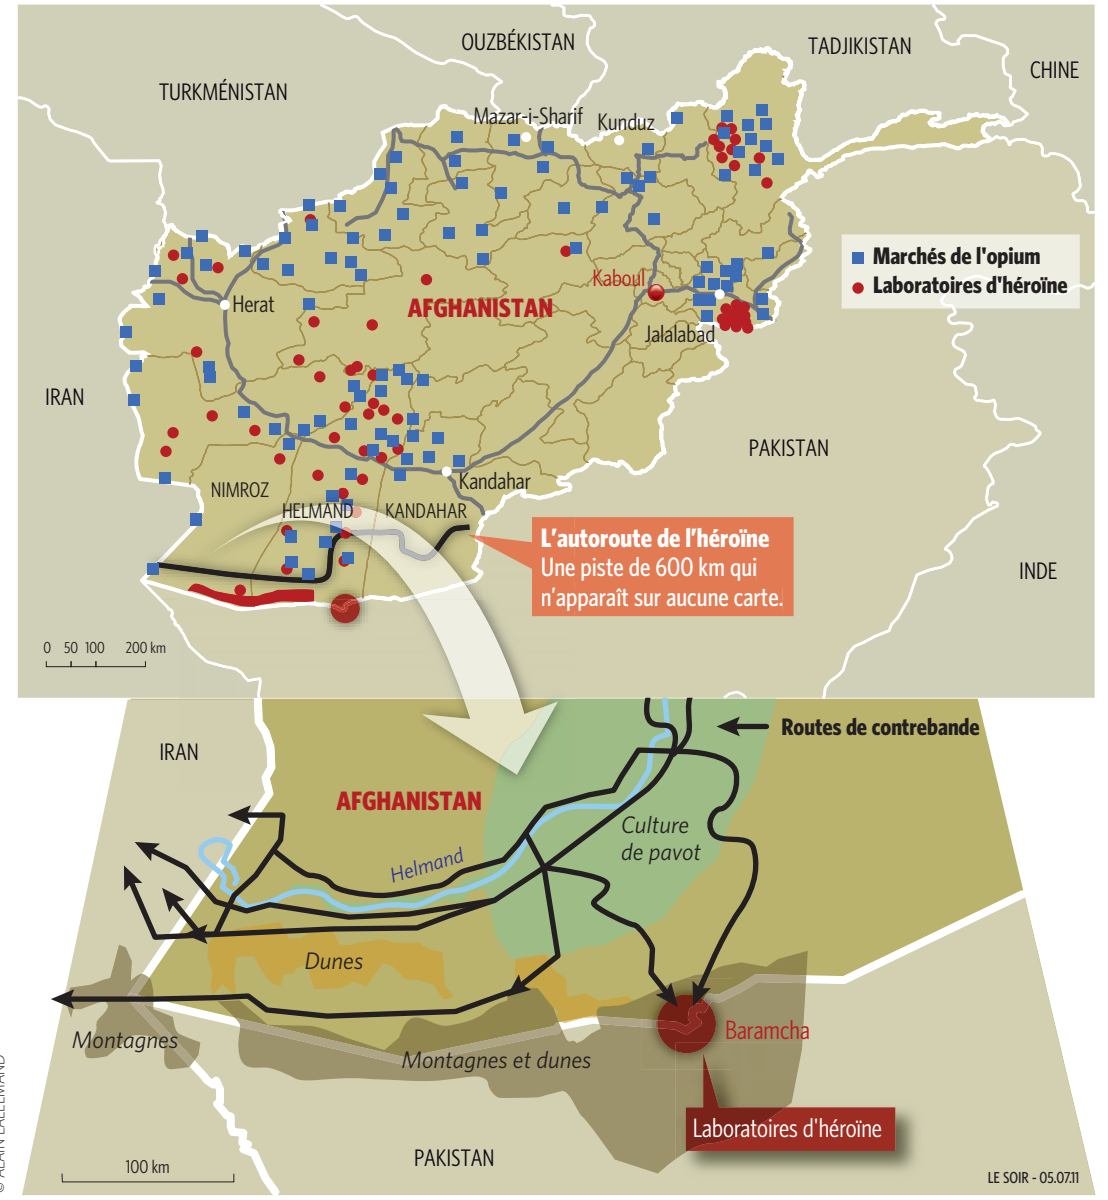 OUZBÉKISTAN
TADJIKISTAN
CHINE
TURKMÉNISTAN
Mazar-i-Sharif
Kunduz
Marchés de l'opium
Laboratoires d'héroïne
Kaboul
Herat
AFGHANISTAN
Jalalabad
IRAN
PAKISTAN
Kandahar
NIMROZ
HELMAND
KANDAHAR
L'autoroute de l'héroïne
Une piste de 600 km qui
n'apparaît sur aucune carte.
INDE
0 50 100 200 km
Routes de contrebande
IRAN
AFGHANISTAN
Culture
de pavot
Helmand
Dunes
Baramcha
Montagnes
Montagnes et dunes
Laboratoires d'héroïne
PAKISTAN
100 km
LE SOIR - 05.07.11
© ALAIN LALLEMAND